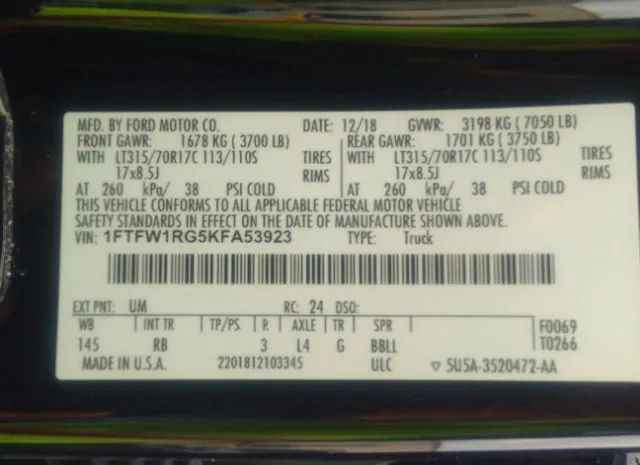 MFD. BY FORD MOTOR CO. DATE: 12/18 GVWR: 3198 KG ( 7050 LB)
FRONT GAWR: 1678 KG ( 3700 LB) REAR GAWR: 1701 KG ( 3750 LB)
WITH LT315/70R17C 113/110S TIRES LT315/70R17C 113/110S TIRES
17x8.5J RIMS 17x8.5J RIMS
AT 260 kPa/ 38 PSI COLD AT 260 kPa/ 38 PSI COLD
THIS VEHICLE CONFORMS TO ALL APPLICABLE FEDERAL MOTOR VEHICLE
SAFETY STANDARDS IN EFFECT ON THE DATE OF MANUFACTURE SHOWN ABOVE.
VIN: 1FTFW1RG5KFA53923 TYPE: Truck
EXT PNT: UM RC: 24 DSO:
WB INT TR TP/PS R AXLE TR SPR F0069
145 RB 3 L4 G BBLL T0266
MADE IN U.S.A. 2201812103345 ULC ▽ 5U5A-3520472-AA